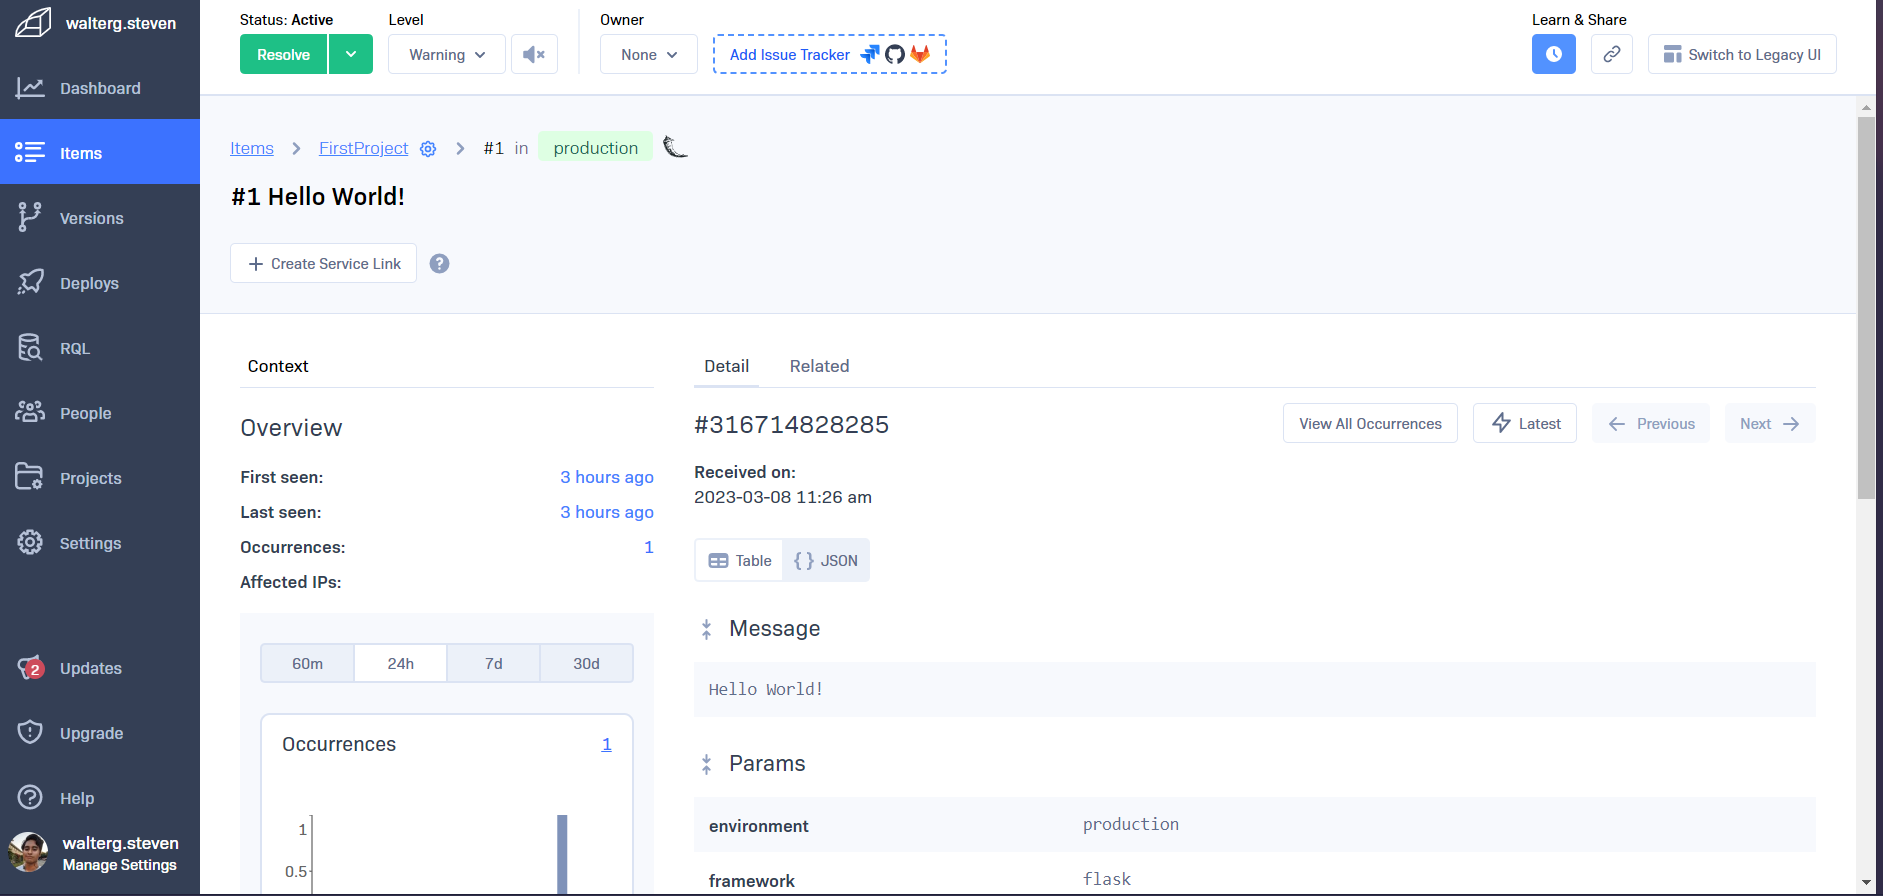 walterg.steven
Dashboard
Items
Versions
Deploys
RQL
People
Projects
Settings
2
Updates
Upgrade
Help
walterg.steven
Manage Settings
Status: Active
Level
Owner
Learn & Share
Resolve
Warning
None
Add Issue Tracker
Switch to Legacy UI
Items
FirstProject
#1 in
production
#1 Hello World!
Create Service Link
?
Context
Overview
First seen:
3 hours ago
Last seen:
3 hours ago
Occurrences:
1
Affected IPs:
60m
24h
7d
30d
Occurrences
1
1
0.5
Detail
Related
#316714828285
View All Occurrences
Latest
Previous
Next
Received on:
2023-03-08 11:26 am
Table
{ } JSON
Message
Hello World!
Params
environment
production
framework
flask